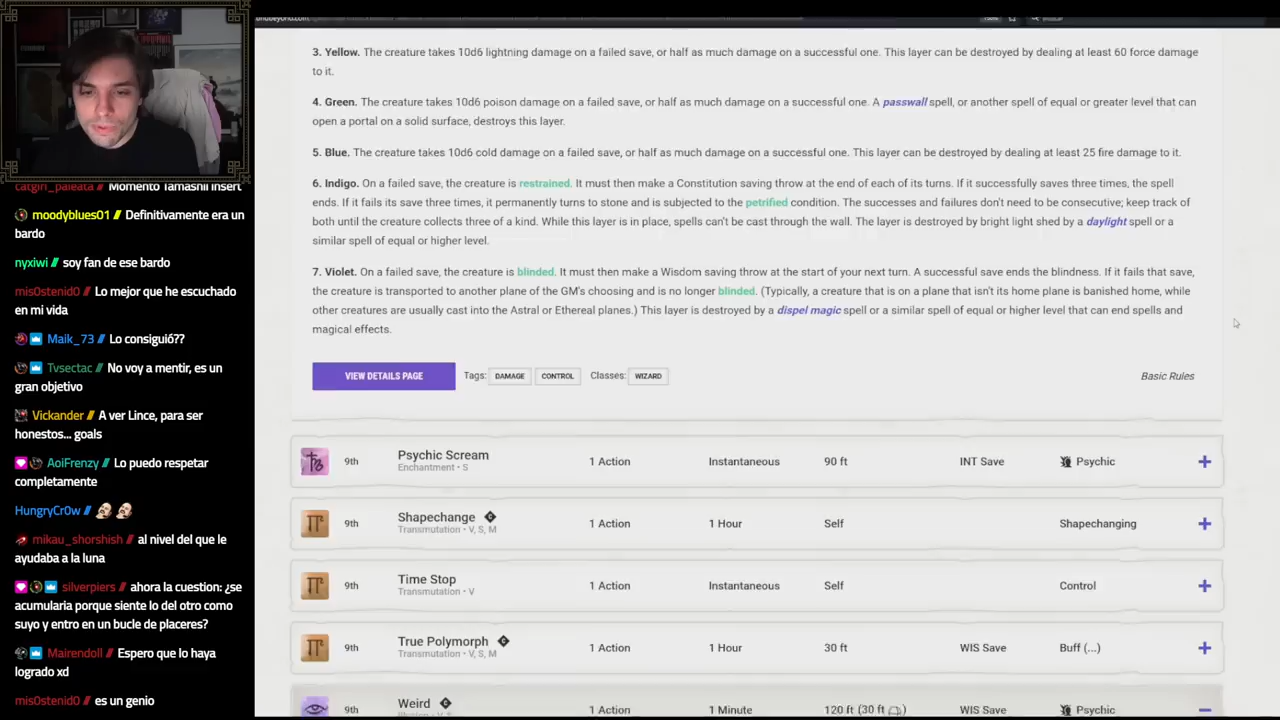 catgirl_paleata // Momento Tamashii insert
moodyblues01 // Definitivamente era un
bardo
nyxiwi // soy fan de ese bardo
mis0stenid0 // Lo mejor que he escuchado
en mi vida
Maik_73 // Lo consiguió??
Tvsectac // No voy a mentir, es un
gran objetivo
Vickander // A ver Lince, para ser
honestos... goals
AoiFrenzy // Lo puedo respetar
completamente
HungryCr0w //
mikau_shorshish // al nivel del que le
ayudaba a la luna
silverpiers // ahora la cuestion: ¿se
acumularia porque siente lo del otro como
suyo y entro en un bucle de placeres?
Mairendoll // Espero que lo haya
logrado xd
mis0stenid0 // es un genio
3. Yellow. The creature takes 10d6 lightning damage on a failed save, or half as much damage on a successful one. This layer can be destroyed by dealing at least 60 force damage
to it.
4. Green. The creature takes 10d6 poison damage on a failed save, or half as much damage on a successful one. A passwall spell, or another spell of equal or greater level that can
open a portal on a solid surface, destroys this layer.
5. Blue. The creature takes 10d6 cold damage on a failed save, or half as much damage on a successful one. This layer can be destroyed by dealing at least 25 fire damage to it.
6. Indigo. On a failed save, the creature is restrained. It must then make a Constitution saving throw at the end of each of its turns. If it successfully saves three times, the spell
ends. If it fails its save three times, it permanently turns to stone and is subjected to the petrified condition. The successes and failures don't need to be consecutive; keep track of
both until the creature collects three of a kind. While this layer is in place, spells can't be cast through the wall. The layer is destroyed by bright light shed by a daylight spell or a
similar spell of equal or higher level.
7. Violet. On a failed save, the creature is blinded. It must then make a Wisdom saving throw at the start of your next turn. A successful save ends the blindness. If it fails that save,
the creature is transported to another plane of the GM's choosing and is no longer blinded. (Typically, a creature that is on a plane that isn't its home plane is banished home, while
other creatures are usually cast into the Astral or Ethereal planes.) This layer is destroyed by a dispel magic spell or a similar spell of equal or higher level that can end spells and
magical effects.
VIEW DETAILS PAGE Tags: DAMAGE CONTROL Classes: WIZARD Basic Rules
9th Psychic Scream 1 Action Instantaneous 90 ft INT Save Psychic +
Enchantment • S
9th Shapechange 1 Action 1 Hour Self Shapechanging +
Transmutation • V, S, M
9th Time Stop 1 Action Instantaneous Self Control +
Transmutation • V
9th True Polymorph 1 Action 1 Hour 30 ft WIS Save Buff (...) +
Transmutation • V, S, M
9th Weird 1 Action 1 Minute 120 ft (30 ft) WIS Save Psychic −